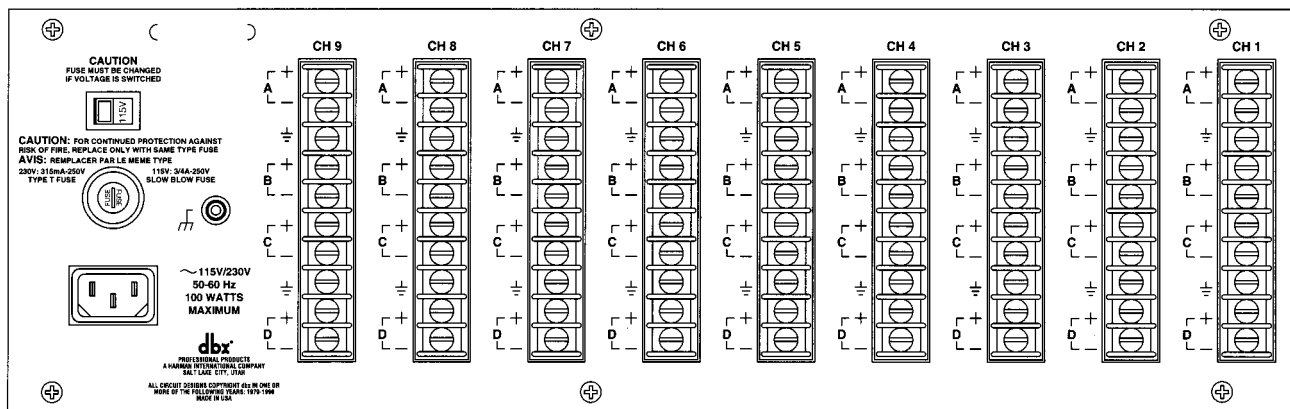 CAUTION
FUSE MUST BE CHANGED
IF VOLTAGE IS SWITCHED
115V
CAUTION: FOR CONTINUED PROTECTION AGAINST
RISK OF FIRE, REPLACE ONLY WITH SAME TYPE FUSE
AVIS: REMPLACER PAR LE MEME TYPE
230V: 315mA-250V
TYPE T FUSE
115V: 3/4A-250V
SLOW BLOW FUSE
FUSE
FUSE
~115V/230V
50-60 Hz
100 WATTS
MAXIMUM
dbx
PROFESSIONAL PRODUCTS
A HARMAN INTERNATIONAL COMPANY
SALT LAKE CITY, UTAH
ALL CIRCUIT DESIGNS COPYRIGHT dbx IN ONE OR
MORE OF THE FOLLOWING YEARS: 1979-1996
MADE IN USA
CH 9 CH 8 CH 7 CH 6 CH 5 CH 4 CH 3 CH 2 CH 1
+ + + + + + + + +
A A A A A A A A A
− − − − − − − − −
+ + + + + + + + +
B B B B B B B B B
− − − − − − − − −
+ + + + + + + + +
C C C C C C C C C
− − − − − − − − −
+ + + + + + + + +
D D D D D D D D D
− − − − − − − − −